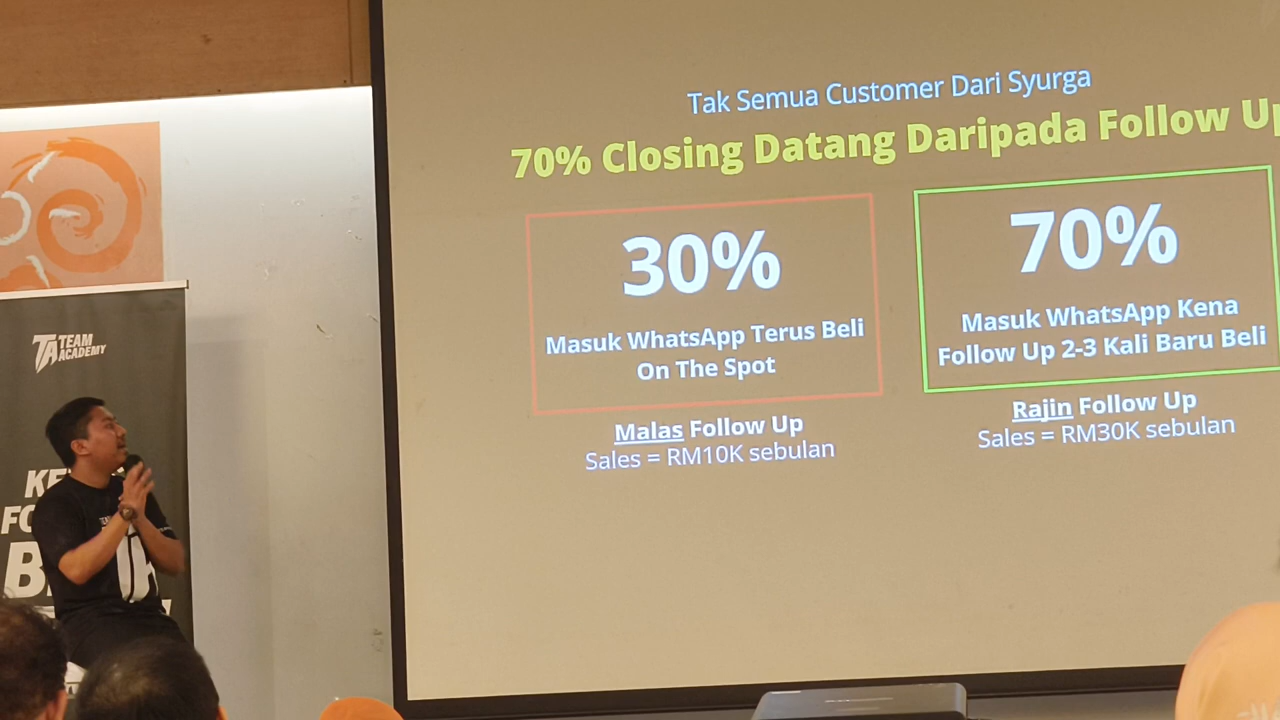 Tak Semua Customer Dari Syurga
70% Closing Datang Daripada Follow Up
30%
Masuk WhatsApp Terus Beli
On The Spot
Malas Follow Up
Sales = RM10K sebulan
70%
Masuk WhatsApp Kena
Follow Up 2-3 Kali Baru Beli
Rajin Follow Up
Sales = RM30K sebulan
TA TEAM
ACADEMY